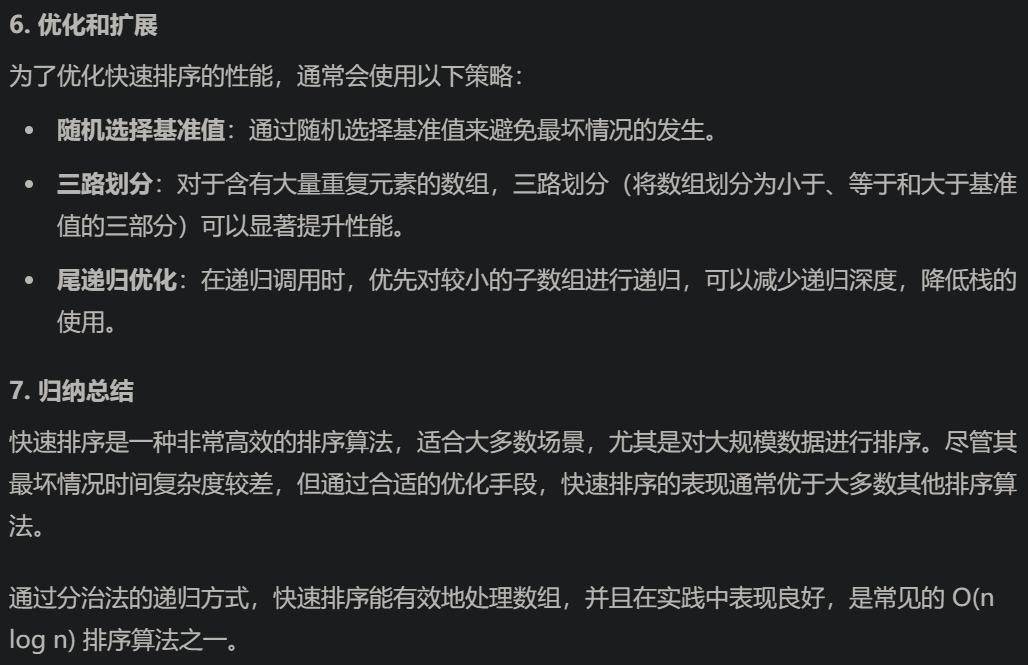 6. 优化和扩展
为了优化快速排序的性能，通常会使用以下策略：
• 随机选择基准值：通过随机选择基准值来避免最坏情况的发生。
• 三路划分：对于含有大量重复元素的数组，三路划分（将数组划分为小于、等于和大于基准
值的三部分）可以显著提升性能。
• 尾递归优化：在递归调用时，优先对较小的子数组进行递归，可以减少递归深度，降低栈的
使用。
7. 归纳总结
快速排序是一种非常高效的排序算法，适合大多数场景，尤其是对大规模数据进行排序。尽管其
最坏情况时间复杂度较差，但通过合适的优化手段，快速排序的表现通常优于大多数其他排序算
法。
通过分治法的递归方式，快速排序能有效地处理数组，并且在实践中表现良好，是常见的 O(n
log n) 排序算法之一。